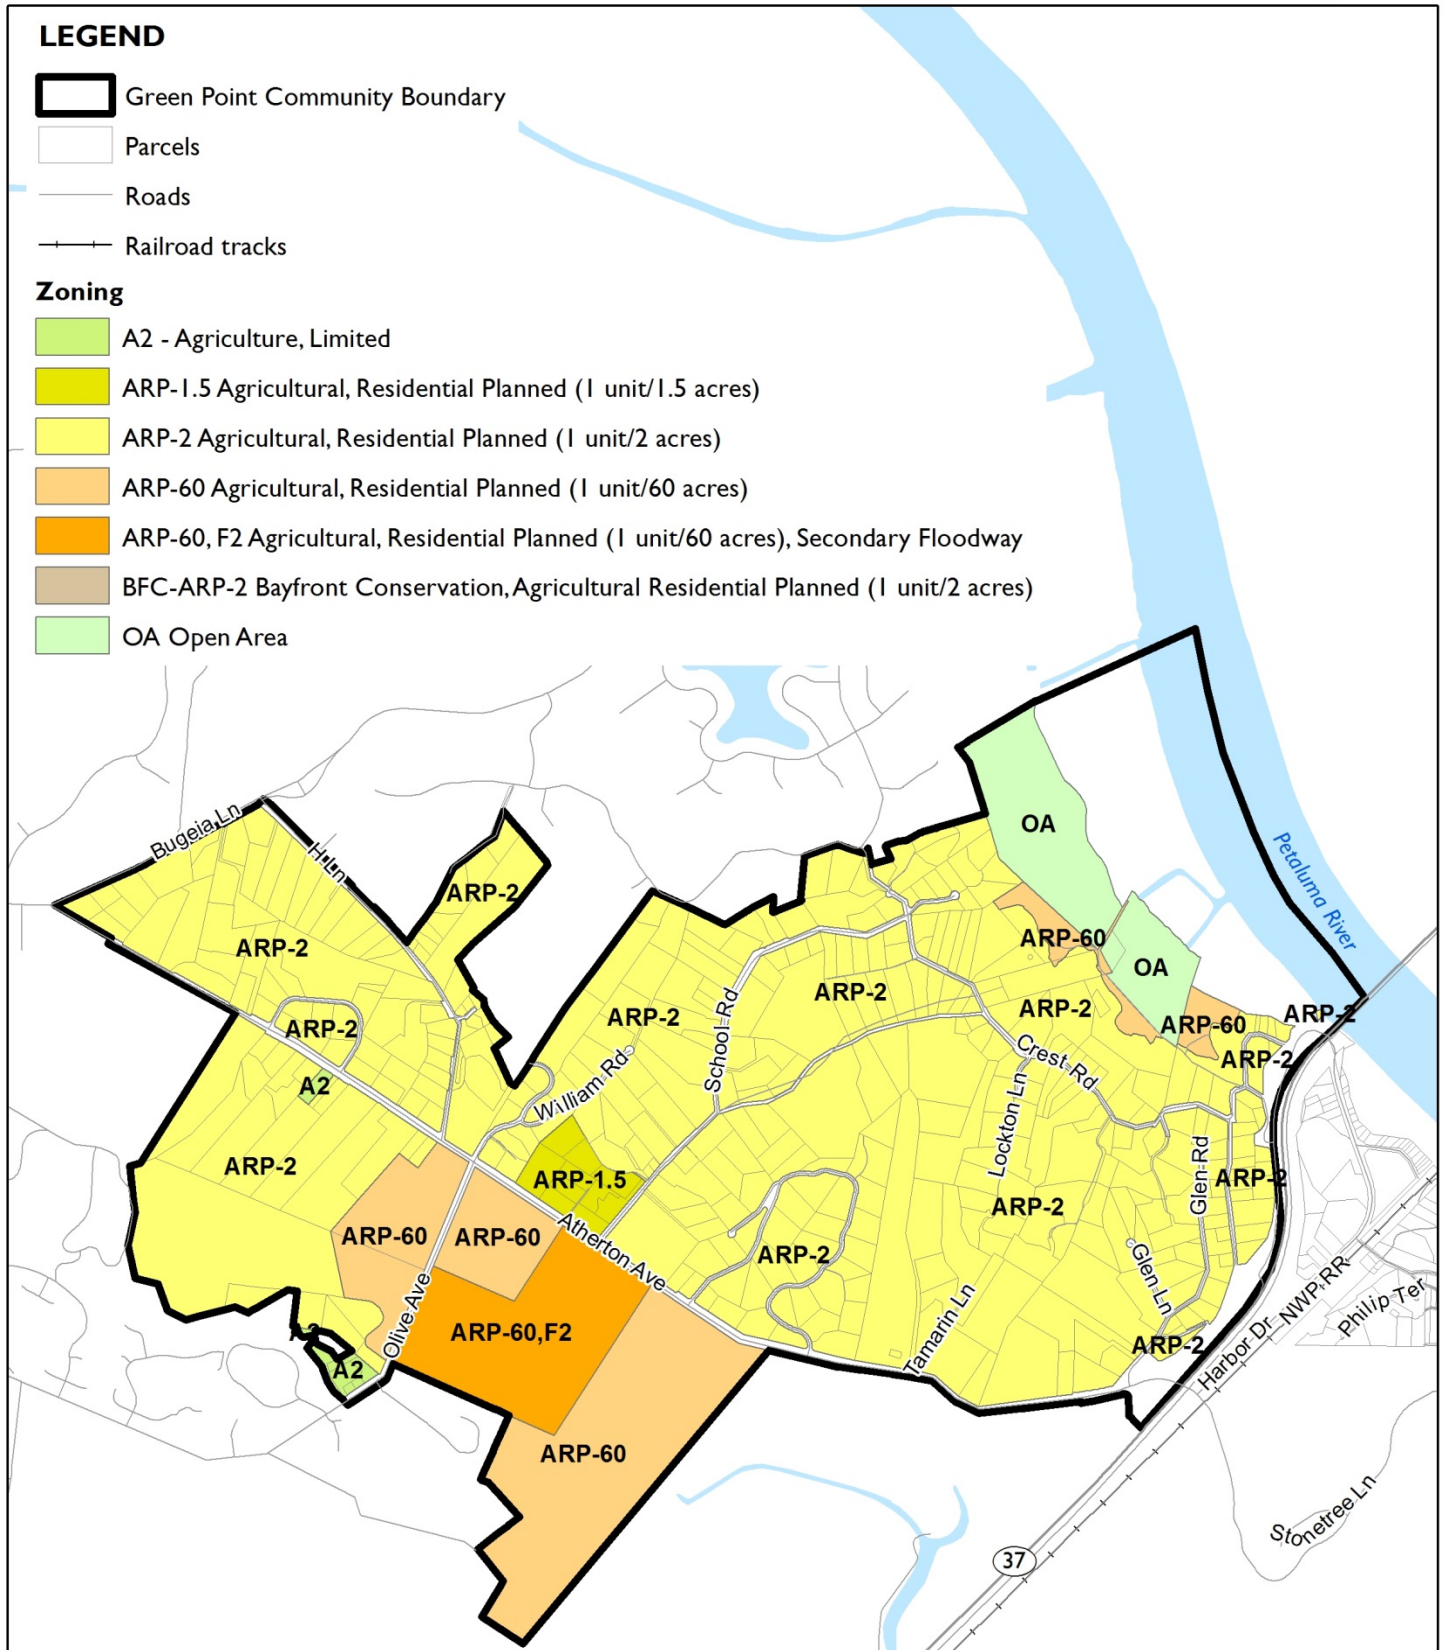 LEGEND
Green Point Community Boundary
Parcels
Roads
Railroad tracks
Zoning
A2 - Agriculture, Limited
ARP-1.5 Agricultural, Residential Planned (1 unit/1.5 acres)
ARP-2 Agricultural, Residential Planned (1 unit/2 acres)
ARP-60 Agricultural, Residential Planned (1 unit/60 acres)
ARP-60, F2 Agricultural, Residential Planned (1 unit/60 acres), Secondary Floodway
BFC-ARP-2 Bayfront Conservation, Agricultural Residential Planned (1 unit/2 acres)
OA Open Area
Bugeia Ln
H Ln
OA
Petaluma River
ARP-2
ARP-2
ARP-60
OA
ARP-2
ARP-2
ARP-2
ARP-2
ARP-2
ARP-60
ARP-2
School Rd
Crest Rd
ARP-2
William Rd
A2
Lockton Ln
ARP-2
ARP-1.5
Glen Rd
ARP-2
ARP-2
ARP-60
ARP-60
Atherton Ave
ARP-2
Glen Ln
NWP RR
Philip Ter
Olive Ave
ARP-60,F2
Tamarin Ln
ARP-2
Harbor Dr
A2
A2
ARP-60
Stonetree Ln
37